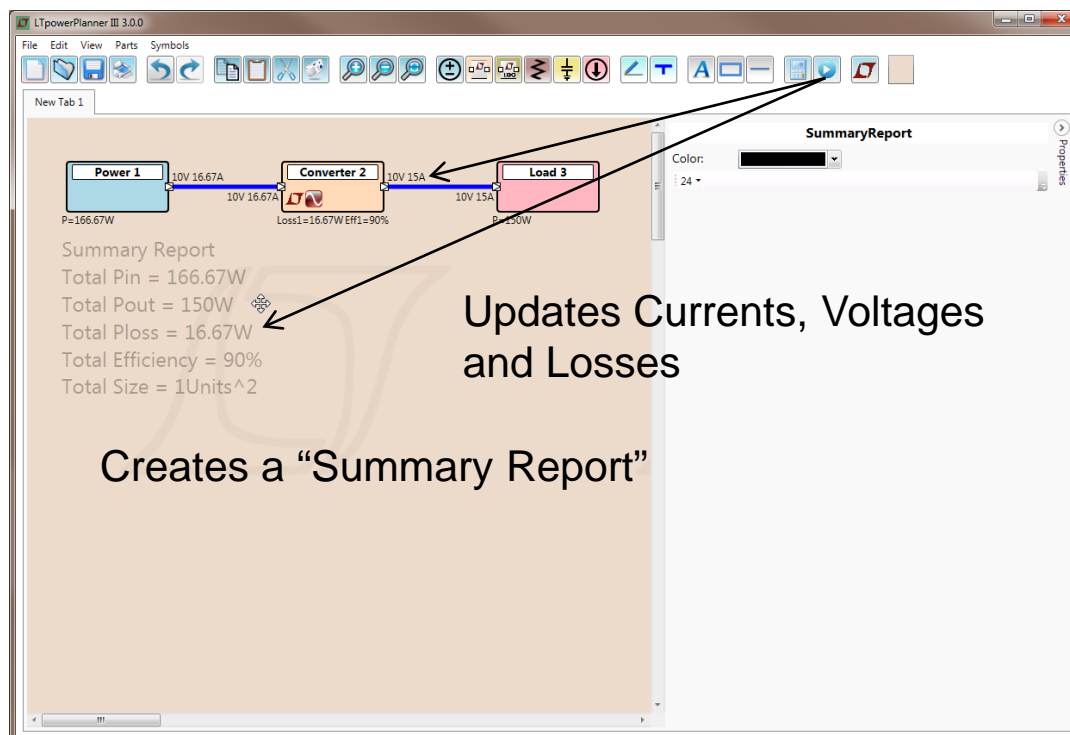 LTpowerPlanner III 3.0.0
File Edit View Parts Symbols
LDO
A
New Tab 1
SummaryReport
Color:
24
Properties
Power 1
10V 16.67A
Converter 2
10V 15A
Load 3
10V 16.67A
10V 15A
P=166.67W
Loss1=16.67W Eff1=90%
P=150W
Summary Report
Total Pin = 166.67W
Total Pout = 150W
Total Ploss = 16.67W
Total Efficiency = 90%
Total Size = 1Units^2
Updates Currents, Voltages
and Losses
Creates a “Summary Report”